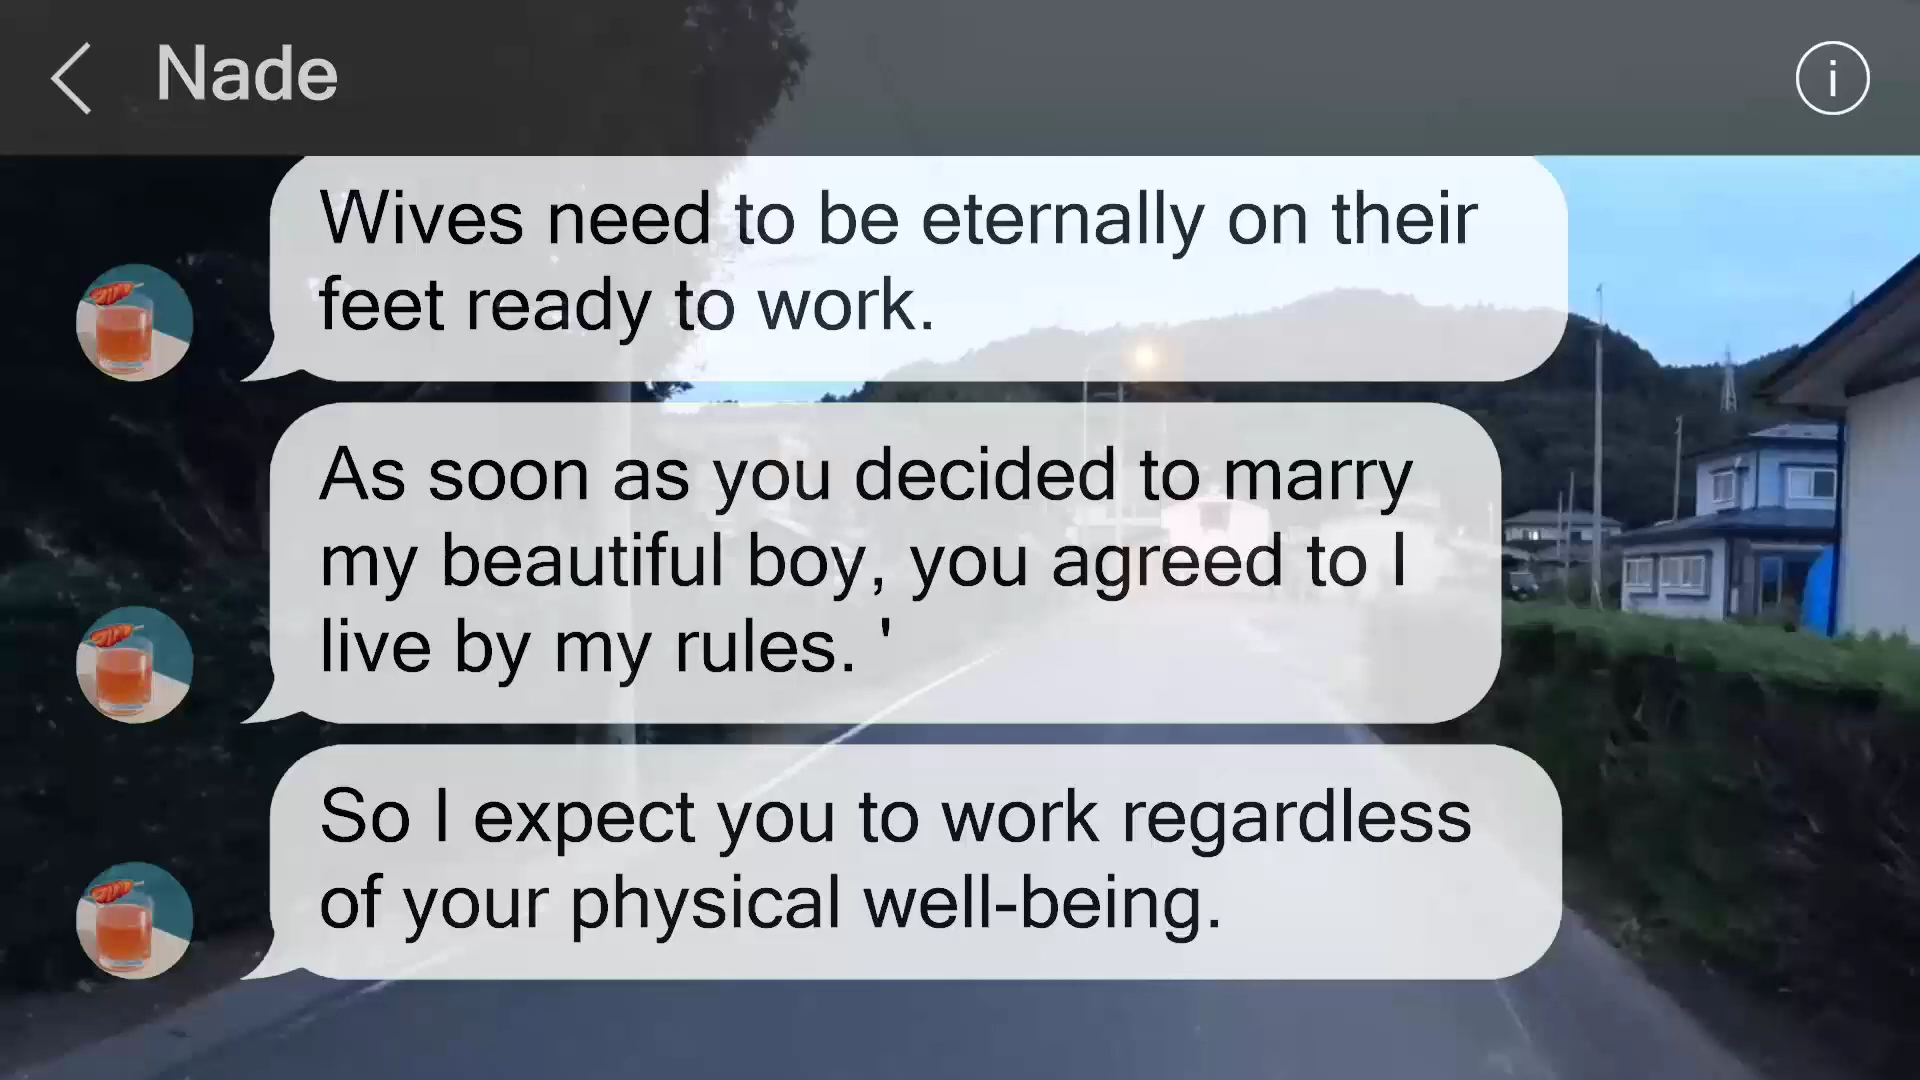 Nade
i
Wives need to be eternally on their
feet ready to work.
As soon as you decided to marry
my beautiful boy, you agreed to I
live by my rules. '
So I expect you to work regardless
of your physical well-being.